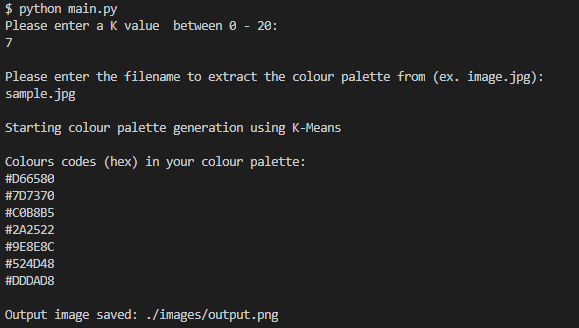 $ python main.py
Please enter a K value  between 0 - 20:
7
Please enter the filename to extract the colour palette from (ex. image.jpg):
sample.jpg
Starting colour palette generation using K-Means
Colours codes (hex) in your colour palette:
#D66580
#7D7370
#C0B8B5
#2A2522
#9E8E8C
#524D48
#DDDAD8
Output image saved: ./images/output.png